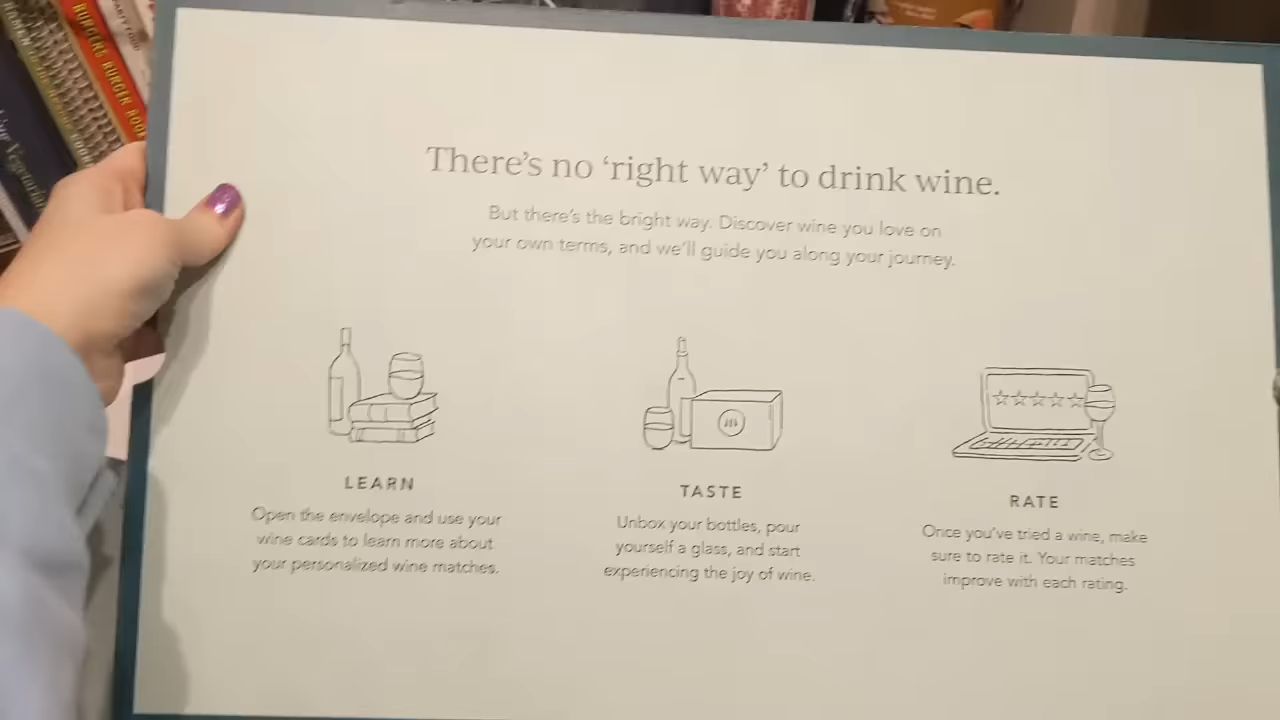 There's no 'right way' to drink wine.
But there's the bright way. Discover wine you love on
your own terms, and we'll guide you along your journey.
LEARN
Open the envelope and use your
wine cards to learn more about
your personalized wine matches.
TASTE
Unbox your bottles, pour
yourself a glass, and start
experiencing the joy of wine.
RATE
Once you've tried a wine, make
sure to rate it. Your matches
improve with each rating.
BURGERS